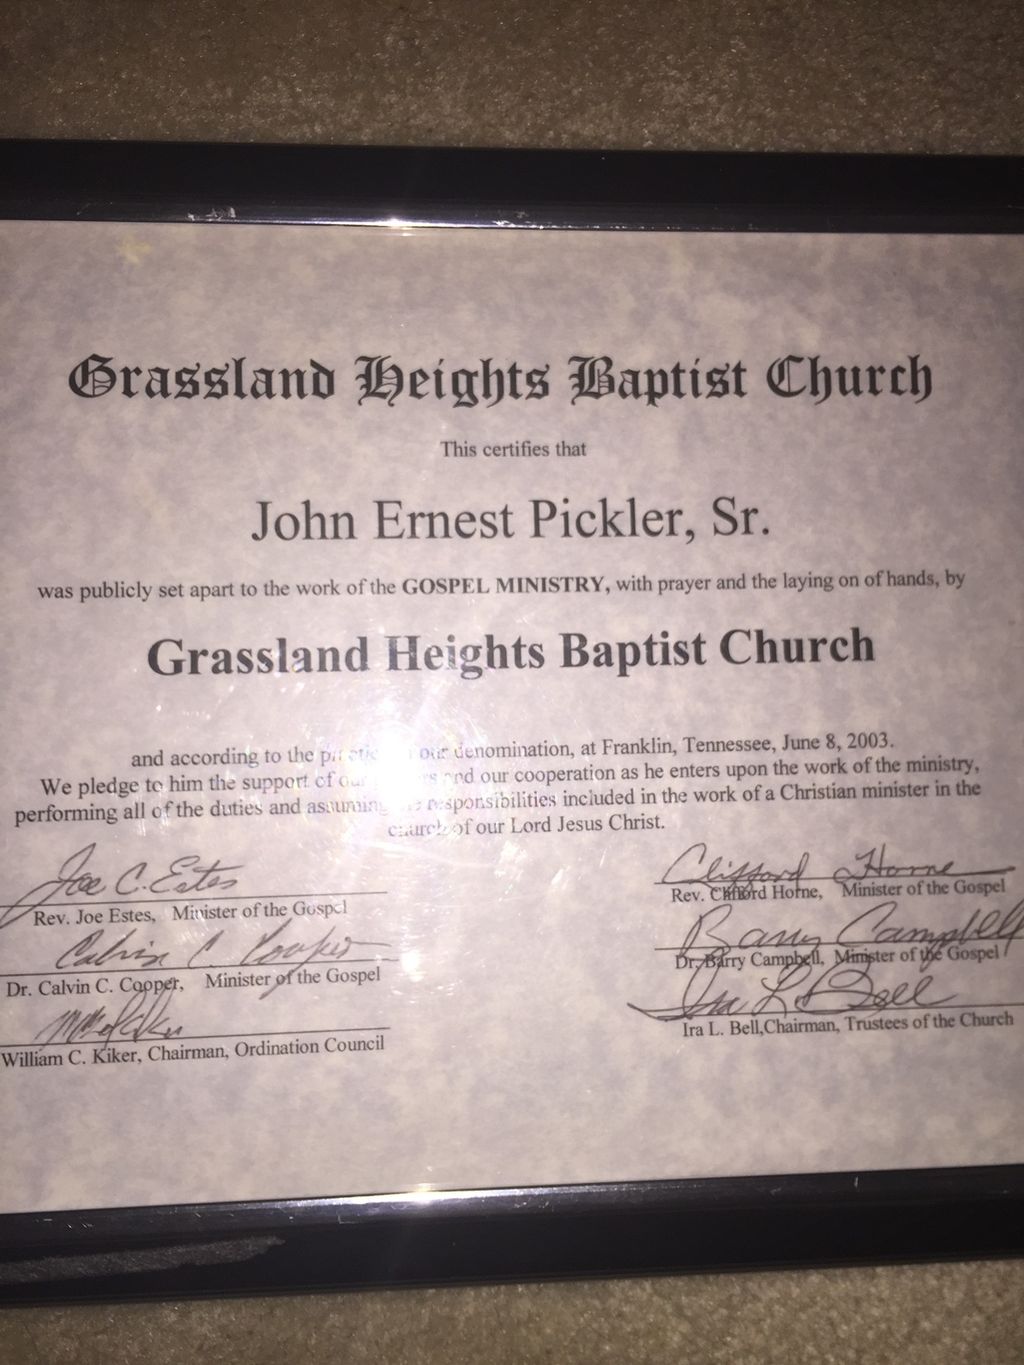 Grassland Heights Baptist Church
This certifies that
John Ernest Pickler, Sr.
was publicly set apart to the work of the GOSPEL MINISTRY, with prayer and the laying on of hands, by
Grassland Heights Baptist Church
and according to the our denomination, at Franklin, Tennessee, June 8, 2003.
We pledge to him the support of our and our cooperation as he enters upon the work of the ministry,
performing all of the duties and assuming the responsibilities included in the work of a Christian minister in the
church of our Lord Jesus Christ.
Joe C. Estes
Rev. Joe Estes, Minister of the Gospel
Calvin C. Cooper
Dr. Calvin C. Cooper, Minister of the Gospel
William C. Kiker, Chairman, Ordination Council
Clifford Horne
Rev. Clifford Horne, Minister of the Gospel
Barry Campbell
Dr. Barry Campbell, Minister of the Gospel
Ira L. Bell
Ira L. Bell,Chairman, Trustees of the Church